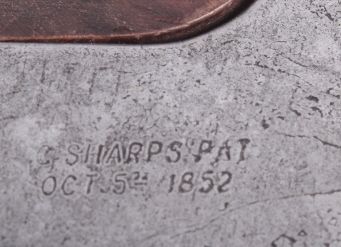 C. SHARPS' PAT
OCT. 5TH 1852